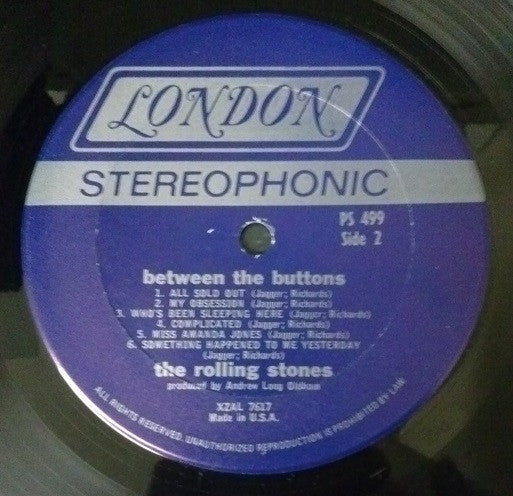 LONDON
STEREOPHONIC
PS 499
Side 2
between the buttons
1. ALL SOLD OUT (Jagger; Richards)
2. MY OBSESSION (Jagger; Richards)
3. WHO'S BEEN SLEEPING HERE (Jagger; Richards)
4. COMPLICATED (Jagger; Richards)
5. MISS AMANDA JONES (Jagger; Richards)
6. SOMETHING HAPPENED TO ME YESTERDAY
(Jagger; Richards)
the rolling stones
produced by Andrew Loog Oldham
XZAL 7617
Made in U.S.A.
ALL RIGHTS RESERVED. UNAUTHORIZED REPRODUCTION IS PROHIBITED BY LAW